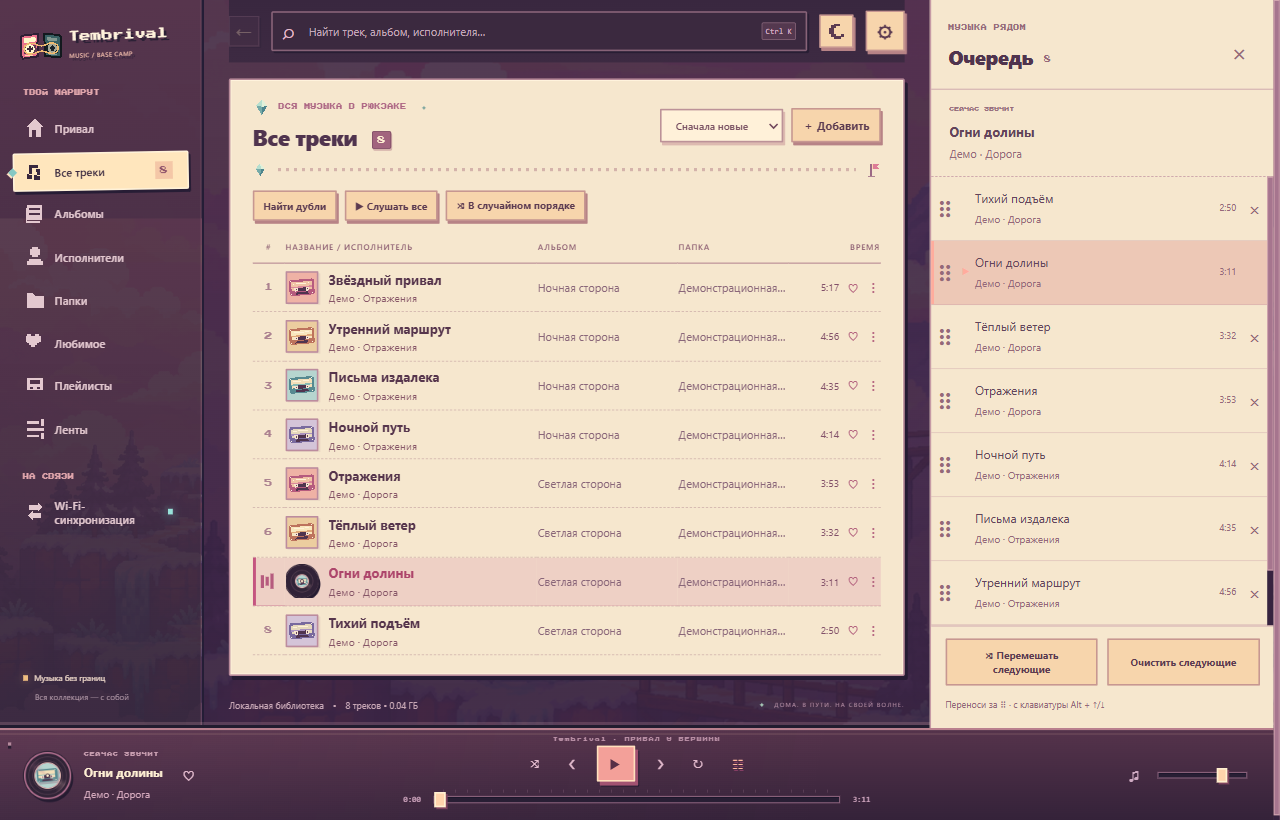 Tembrival
MUSIC / BASE CAMP
ТВОЙ МАРШРУТ
Привал
Все треки 8
Альбомы
Исполнители
Папки
Любимое
Плейлисты
Ленты
НА СВЯЗИ
Wi-Fi-
синхронизация
Музыка без границ
Вся коллекция — с собой
Найти трек, альбом, исполнителя...
Ctrl K
ВСЯ МУЗЫКА В РЮКЗАКЕ
Все треки 8
Сначала новые
+ Добавить
Найти дубли
Слушать все
В случайном порядке
# НАЗВАНИЕ / ИСПОЛНИТЕЛЬ АЛЬБОМ ПАПКА ВРЕМЯ
1 Звёздный привал Ночная сторона Демонстрационная... 5:17
Демо · Отражения
2 Утренний маршрут Ночная сторона Демонстрационная... 4:56
Демо · Отражения
3 Письма издалека Ночная сторона Демонстрационная... 4:35
Демо · Отражения
4 Ночной путь Ночная сторона Демонстрационная... 4:14
Демо · Отражения
5 Отражения Светлая сторона Демонстрационная... 3:53
Демо · Дорога
6 Тёплый ветер Светлая сторона Демонстрационная... 3:32
Демо · Дорога
Огни долины Светлая сторона Демонстрационная... 3:11
Демо · Дорога
8 Тихий подъём Светлая сторона Демонстрационная... 2:50
Демо · Дорога
Локальная библиотека • 8 треков • 0.04 ГБ
ДОМА. В ПУТИ. НА СВОЕЙ ВОЛНЕ.
МУЗЫКА РЯДОМ
Очередь 8
СЕЙЧАС ЗВУЧИТ
Огни долины
Демо · Дорога
Тихий подъём 2:50
Демо · Дорога
Огни долины 3:11
Демо · Дорога
Тёплый ветер 3:32
Демо · Дорога
Отражения 3:53
Демо · Дорога
Ночной путь 4:14
Демо · Отражения
Письма издалека 4:35
Демо · Отражения
Утренний маршрут 4:56
Демо · Отражения
Перемешать
следующие
Очистить следующие
Переноси за ⠿ · с клавиатуры Alt + ↑/↓
СЕЙЧАС ЗВУЧИТ
Огни долины
Демо · Дорога
Tembrival · ПРИВАЛ У ВЕРШИНЫ
0:00
3:11